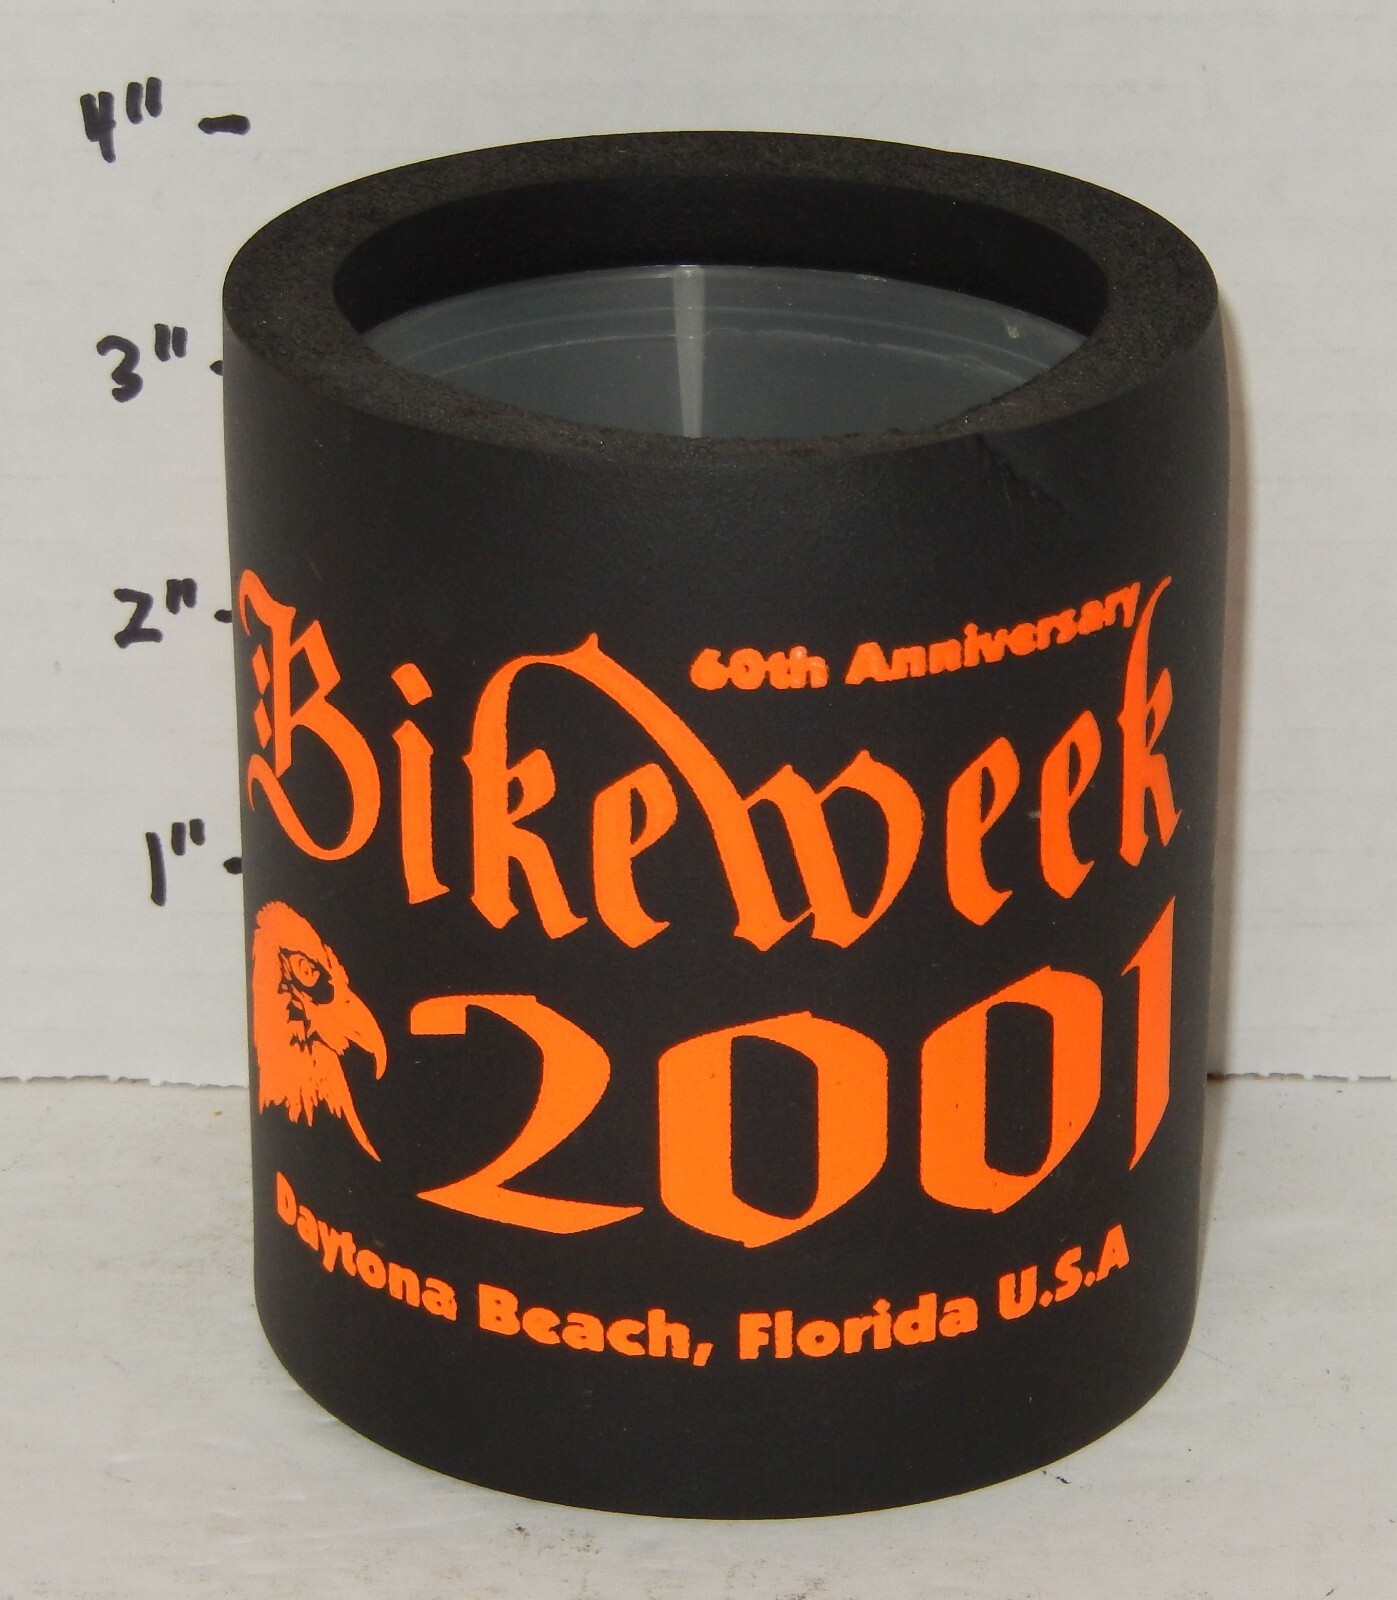 4" -
3" -
2" -
1" -
60th Anniversary
Bikeweek
2001
Daytona Beach, Florida U.S.A